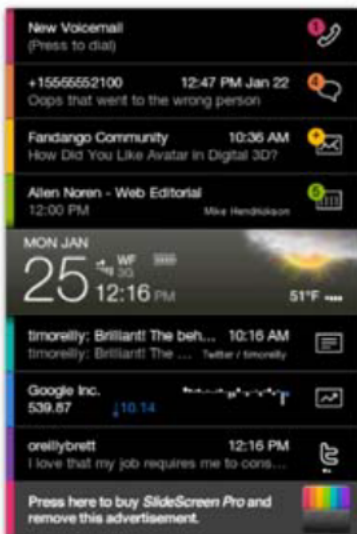 New Voicemail
1
(Press to dial)
+15555552100 12:47 PM Jan 22
4
Oops that went to the wrong person
Fandango Community 10:36 AM
+
How Did You Like Avatar in Digital 3D?
Allen Noren - Web Editorial
5
12:00 PM Mike Hendrickson
MON JAN
25
WF
3G
12:16 PM
51°F
timoreilly: Brilliant! The beh... 10:16 AM
timoreilly: Brilliant! The ... Twitter / timoreilly
Google Inc.
539.87 ↓10.14
oreillybrett 12:16 PM
t
I love that my job requires me to cons...
Press here to buy SlideScreen Pro and
remove this advertisement.